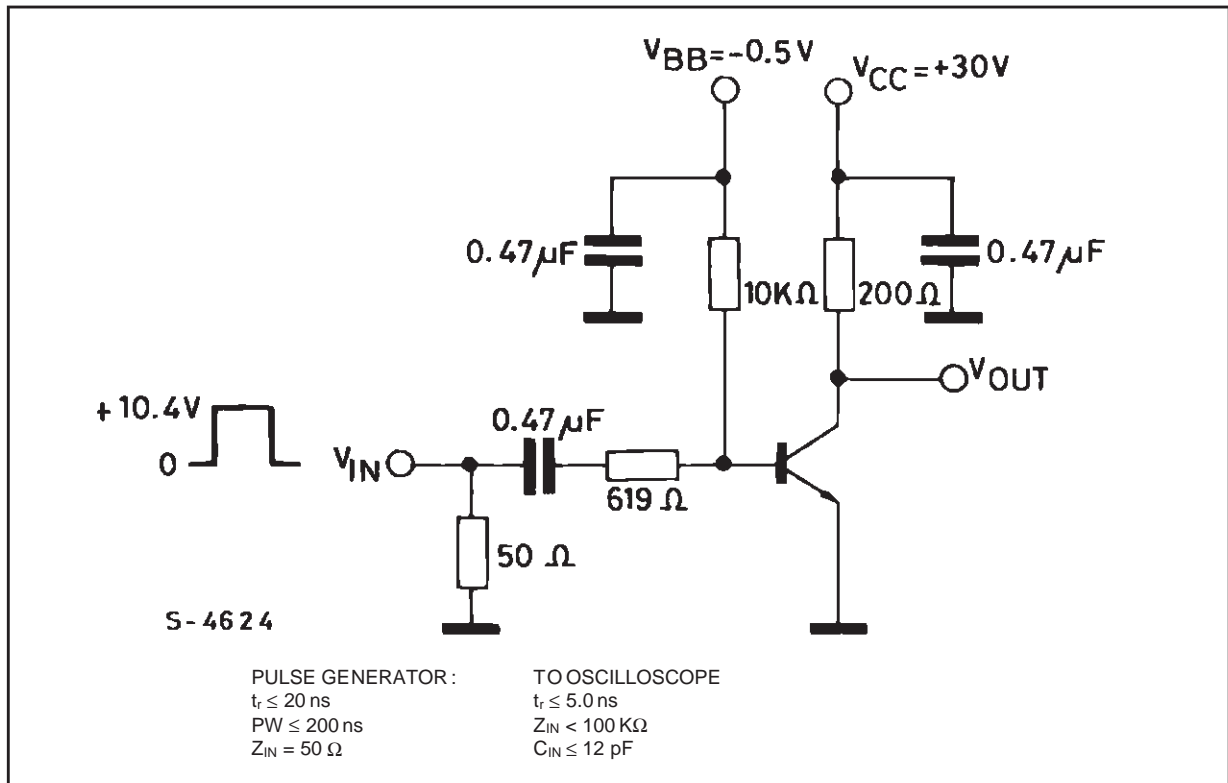 V_BB=-0.5V
V_CC=+30V
0.47µF
10KΩ
200Ω
0.47µF
V_OUT
+10.4V
0
V_IN
0.47µF
619Ω
50 Ω
S-4624
PULSE GENERATOR :
t_r ≤ 20 ns
PW ≤ 200 ns
Z_IN = 50 Ω
TO OSCILLOSCOPE
t_r ≤ 5.0 ns
Z_IN < 100 KΩ
C_IN ≤ 12 pF